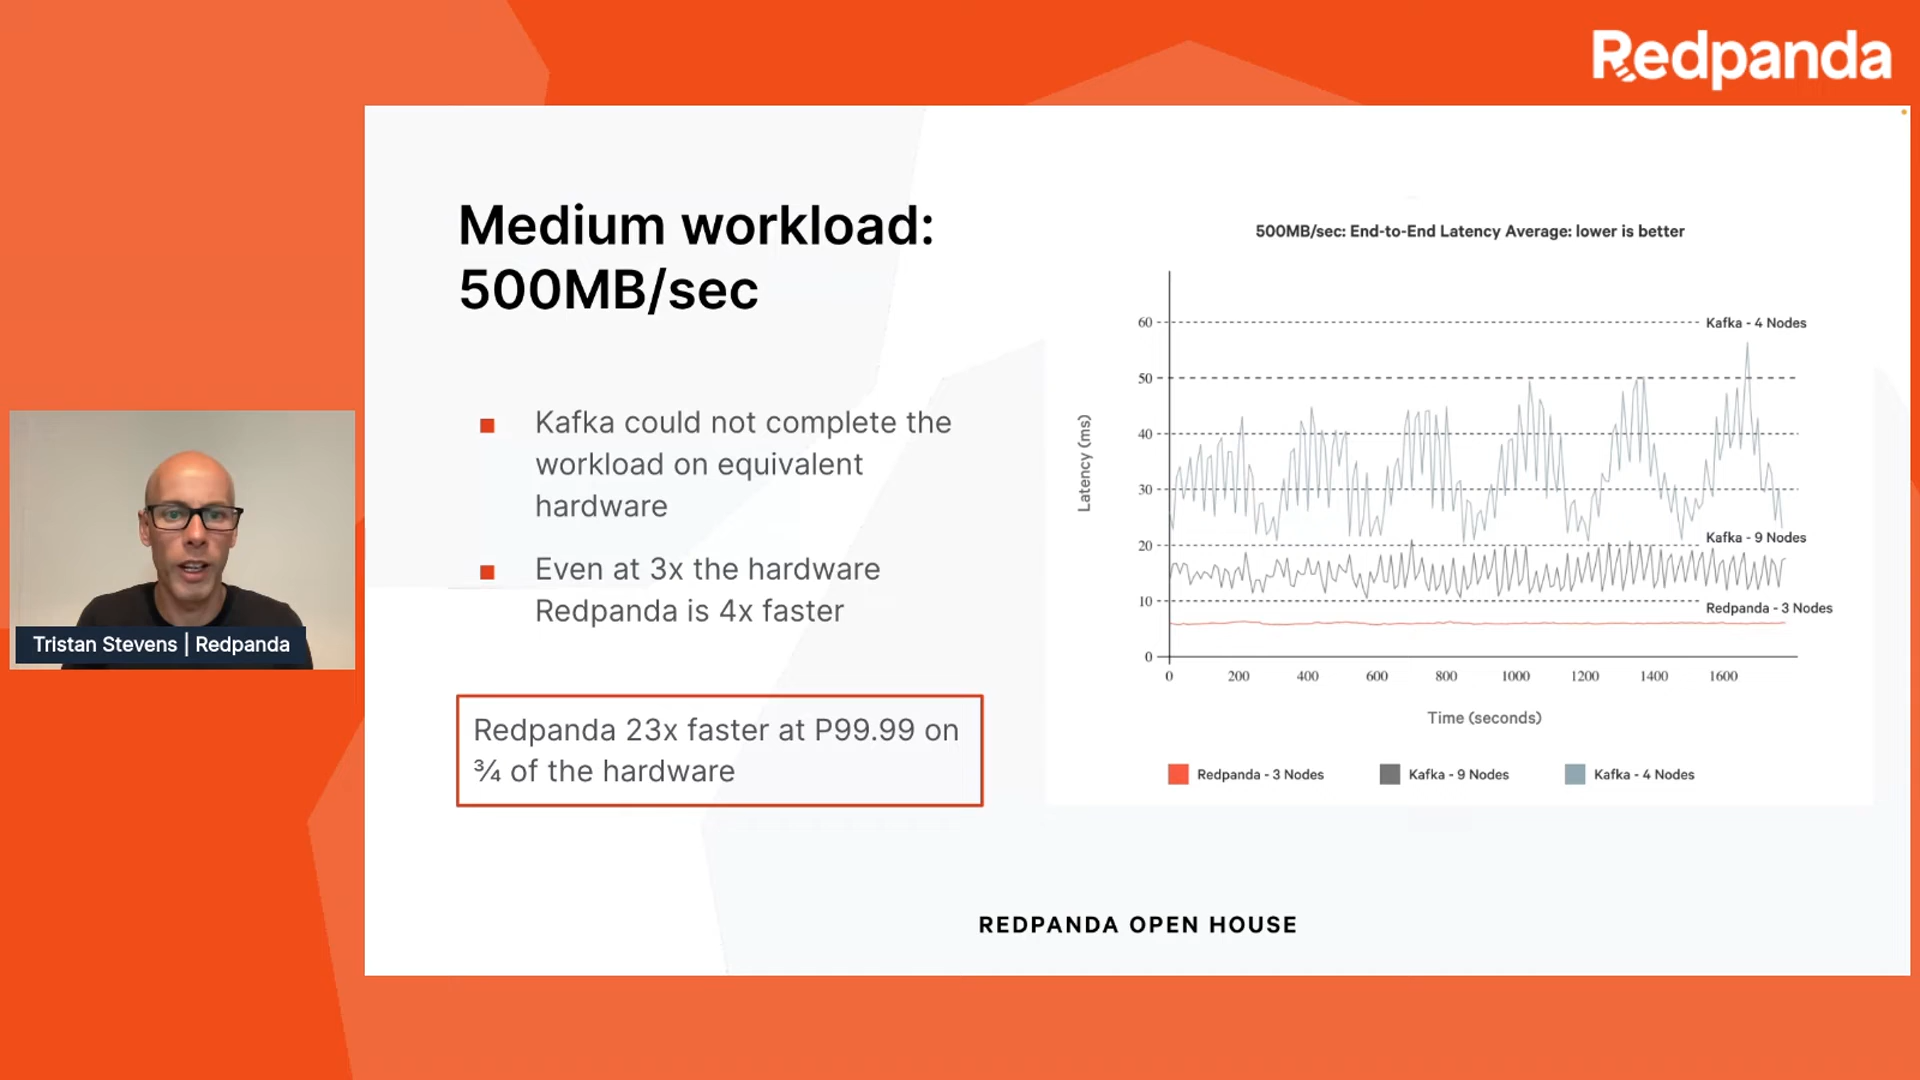 Redpanda
Medium workload:
500MB/sec
Kafka could not complete the
workload on equivalent
hardware
Even at 3x the hardware
Redpanda is 4x faster
Redpanda 23x faster at P99.99 on
¾ of the hardware
500MB/sec: End-to-End Latency Average: lower is better
Latency (ms)
60
50
40
30
20
10
0
Kafka - 4 Nodes
Kafka - 9 Nodes
Redpanda - 3 Nodes
0 200 400 600 800 1000 1200 1400 1600
Time (seconds)
Redpanda - 3 Nodes Kafka - 9 Nodes Kafka - 4 Nodes
Tristan Stevens | Redpanda
REDPANDA OPEN HOUSE